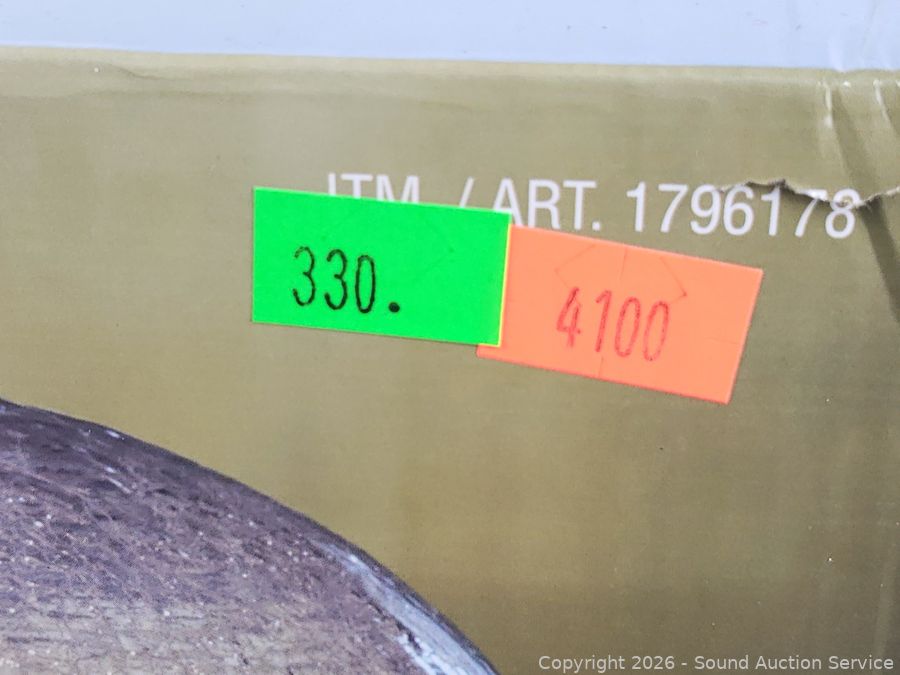 ITM. / ART. 1796178
330.
4100
Copyright © 2026 - Sound Auction Service